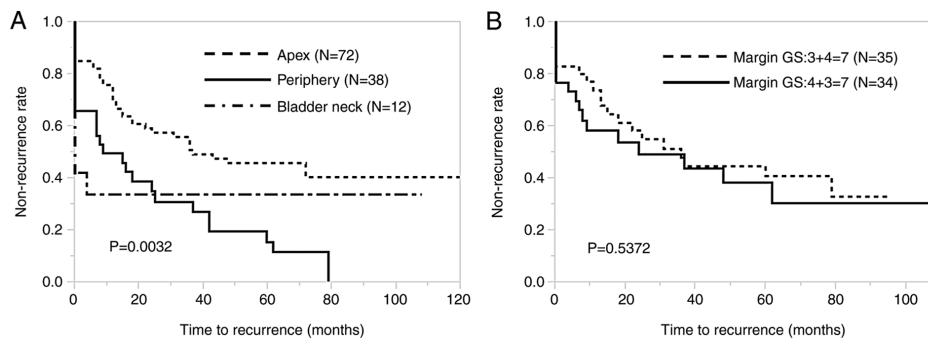 A
1.0
0.8
0.6
0.4
0.2
0.0
Non-recurrence rate
Apex (N=72)
Periphery (N=38)
Bladder neck (N=12)
P=0.0032
0 20 40 60 80 100 120
Time to recurrence (months)
B
1.0
0.8
0.6
0.4
0.2
0.0
Non-recurrence rate
Margin GS:3+4=7 (N=35)
Margin GS:4+3=7 (N=34)
P=0.5372
0 20 40 60 80 100
Time to recurrence (months)